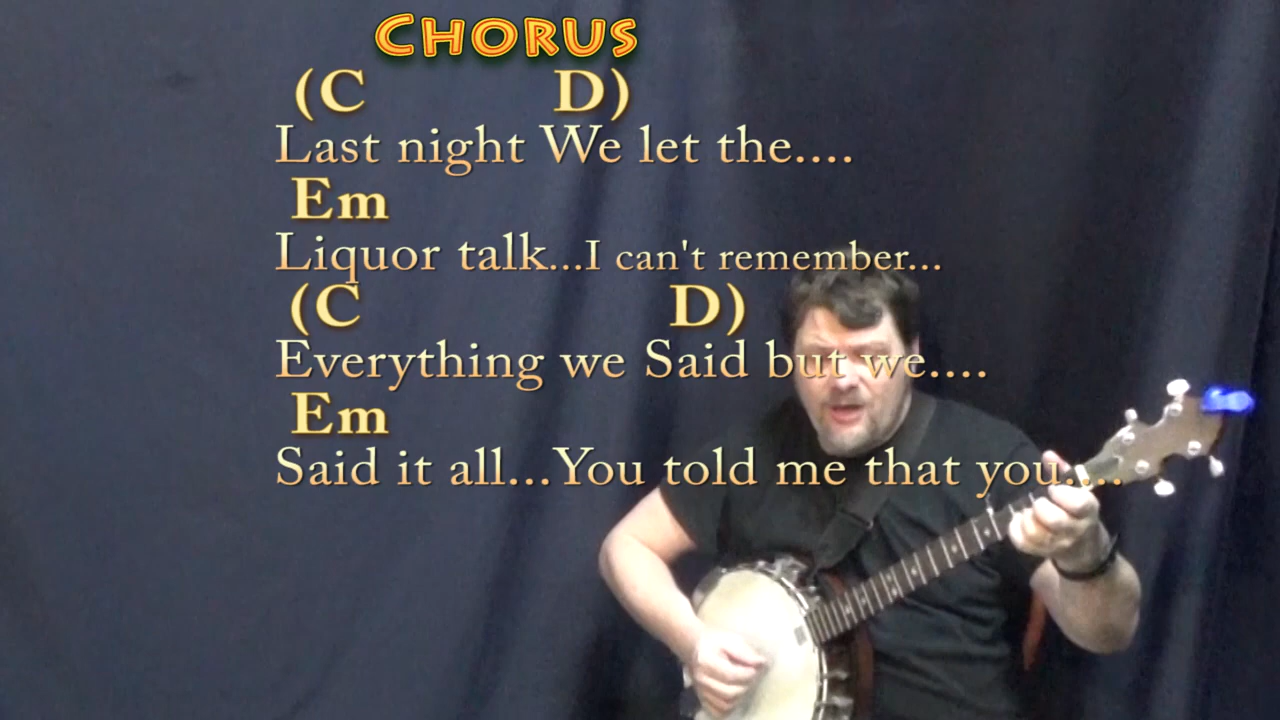 CHORUS
(C D)
Last night We let the....
Em
Liquor talk...I can't remember...
(C D)
Everything we Said but we....
Em
Said it all...You told me that you....